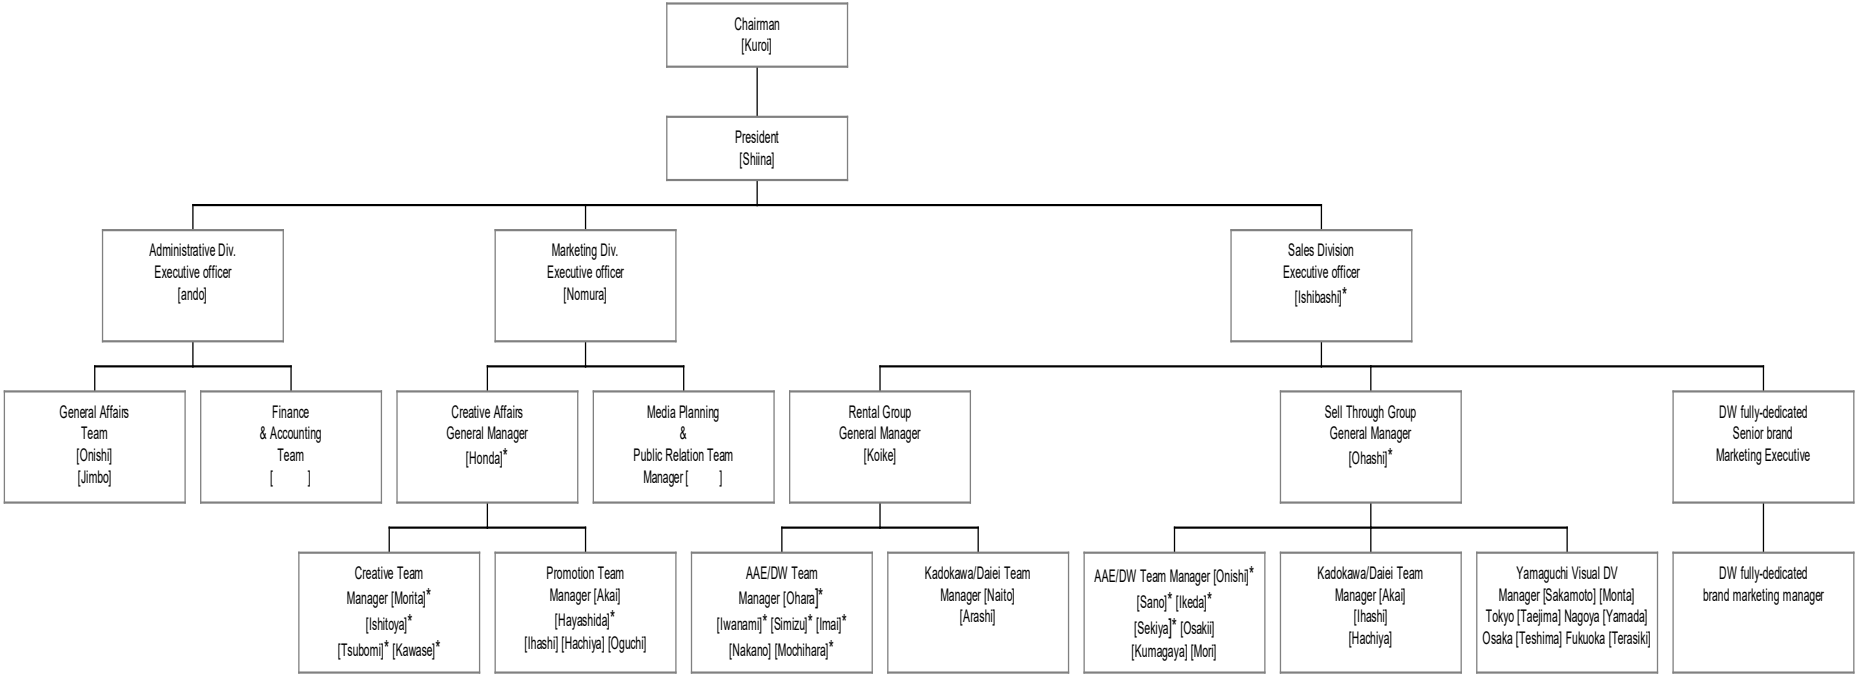 Chairman
[Kuroi]
President
[Shiina]
Administrative Div.
Executive officer
[ando]
Marketing Div.
Executive officer
[Nomura]
Sales Division
Executive officer
[Ishibashi]*
General Affairs
Team
[Onishi]
[Jimbo]
Finance
& Accounting
Team
[ ]
Creative Affairs
General Manager
[Honda]*
Media Planning
&
Public Relation Team
Manager [ ]
Rental Group
General Manager
[Koike]
Sell Through Group
General Manager
[Ohashi]*
DW fully-dedicated
Senior brand
Marketing Executive
Creative Team
Manager [Morita]*
[Ishitoya]*
[Tsubomi]* [Kawase]*
Promotion Team
Manager [Akai]
[Hayashida]*
[Ihashi] [Hachiya] [Oguchi]
AAE/DW Team
Manager [Ohara]*
[Iwanami]* [Simizu]* [Imai]*
[Nakano] [Mochihara]*
Kadokawa/Daiei Team
Manager [Naito]
[Arashi]
AAE/DW Team Manager [Onishi]*
[Sano]* [Ikeda]*
[Sekiya]* [Osakii]
[Kumagaya] [Mori]
Kadokawa/Daiei Team
Manager [Akai]
[Ihashi]
[Hachiya]
Yamaguchi Visual DV
Manager [Sakamoto] [Monta]
Tokyo [Taejima] Nagoya [Yamada]
Osaka [Teshima] Fukuoka [Terasiki]
DW fully-dedicated
brand marketing manager